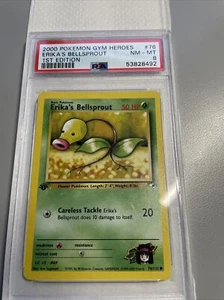 2000 POKEMON GYM HEROES #76
ERIKA'S BELLSPROUT NM - MT
1ST EDITION 8
PSA 53828492
Erika's Bellsprout 50 HP
Careless Tackle Erika's 20
Bellsprout does 10 damage to itself.
weakness resistance
retreat cost